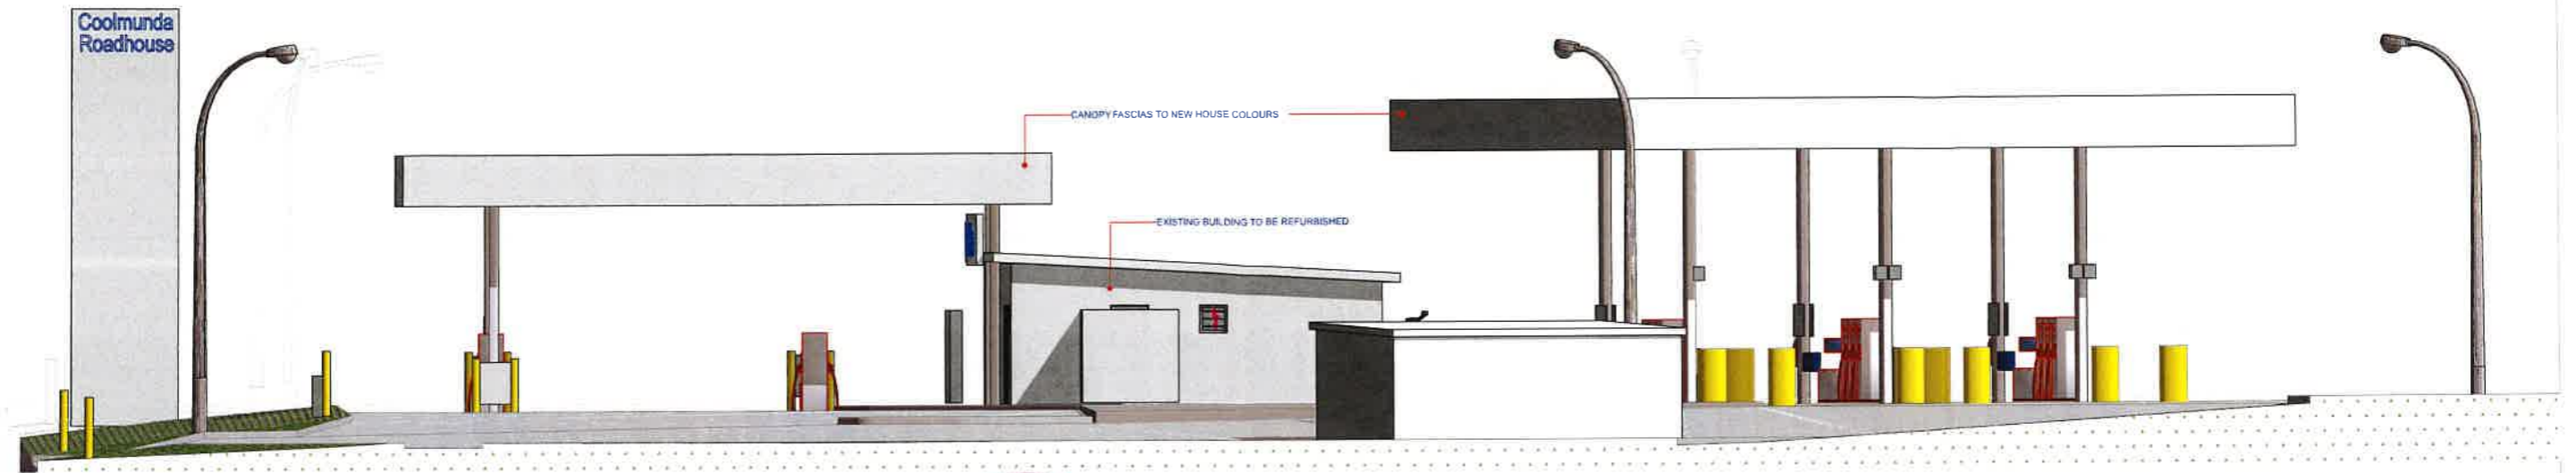 Coolmunda
Roadhouse
CANOPY FASCIAS TO NEW HOUSE COLOURS
EXISTING BUILDING TO BE REFURBISHED